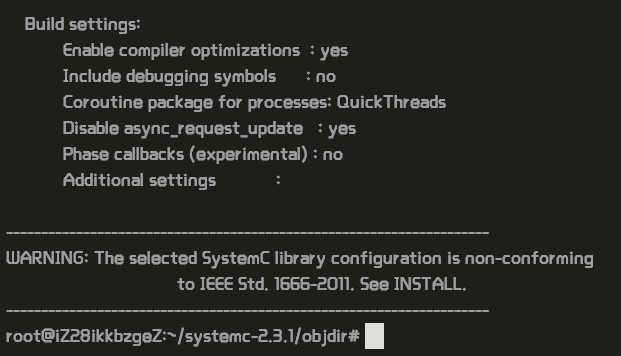 Build settings:
Enable compiler optimizations : yes
Include debugging symbols : no
Coroutine package for processes: QuickThreads
Disable async_request_update : yes
Phase callbacks (experimental) : no
Additional settings :
---------------------------------------------------------------------
WARNING: The selected SystemC library configuration is non-conforming
to IEEE Std. 1666-2011. See INSTALL.
---------------------------------------------------------------------
root@iZ28ikkbzgeZ:~/systemc-2.3.1/objdir#